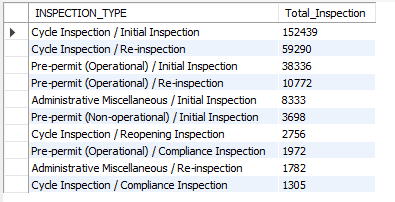 INSPECTION_TYPE Total_Inspection
Cycle Inspection / Initial Inspection 152439
Cycle Inspection / Re-inspection 59290
Pre-permit (Operational) / Initial Inspection 38336
Pre-permit (Operational) / Re-inspection 10772
Administrative Miscellaneous / Initial Inspection 8333
Pre-permit (Non-operational) / Initial Inspection 3698
Cycle Inspection / Reopening Inspection 2756
Pre-permit (Operational) / Compliance Inspection 1972
Administrative Miscellaneous / Re-inspection 1782
Cycle Inspection / Compliance Inspection 1305